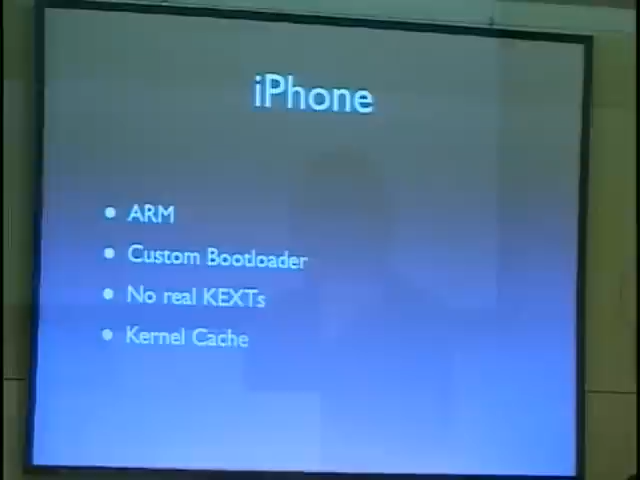 iPhone
• ARM
• Custom Bootloader
• No real KEXTs
• Kernel Cache